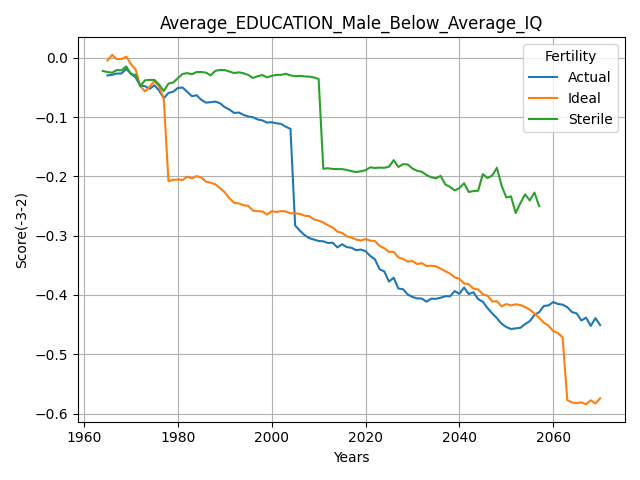 Average_EDUCATION_Male_Below_Average_IQ
Fertility
Actual
Ideal
Sterile
Score(-3-2)
0.0
−0.1
−0.2
−0.3
−0.4
−0.5
−0.6
1960 1980 2000 2020 2040 2060
Years